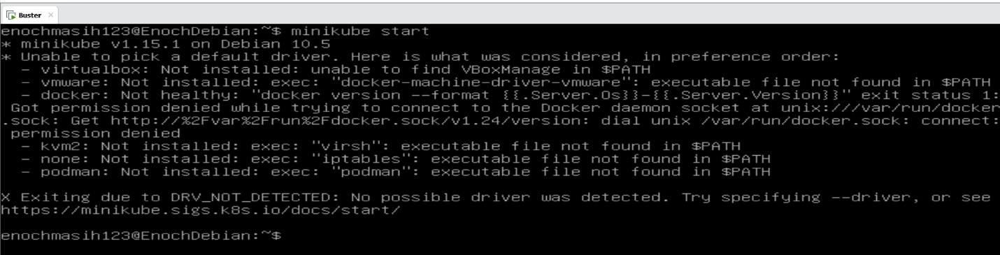 Buster ×
enochmasih123@EnochDebian:~$ minikube start
* minikube v1.15.1 on Debian 10.5
* Unable to pick a default driver. Here is what was considered, in preference order:
  - virtualbox: Not installed: unable to find VBoxManage in $PATH
  - vmware: Not installed: exec: "docker-machine-driver-vmware": executable file not found in $PATH
  - docker: Not healthy: "docker version --format {{.Server.Os}}-{{.Server.Version}}" exit status 1:
 Got permission denied while trying to connect to the Docker daemon socket at unix:///var/run/docker
.sock: Get http://%2Fvar%2Frun%2Fdocker.sock/v1.24/version: dial unix /var/run/docker.sock: connect:
 permission denied
  - kvm2: Not installed: exec: "virsh": executable file not found in $PATH
  - none: Not installed: exec: "iptables": executable file not found in $PATH
  - podman: Not installed: exec: "podman": executable file not found in $PATH
X Exiting due to DRV_NOT_DETECTED: No possible driver was detected. Try specifying --driver, or see
https://minikube.sigs.k8s.io/docs/start/
enochmasih123@EnochDebian:~$